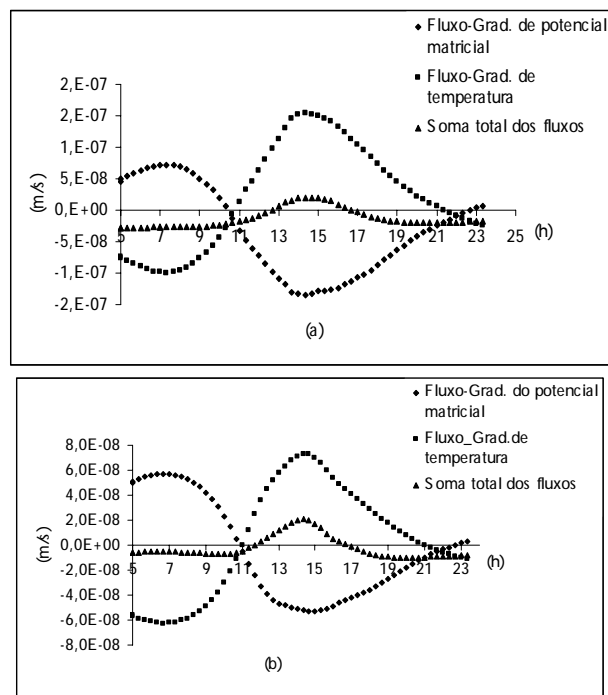 Fluxo-Grad. de potencial
matricial
Fluxo-Grad. de
temperatura
Soma total dos fluxos
2,E-07
2,E-07
1,E-07
5,E-08
0,E+00
-5,E-08
-1,E-07
-2,E-07
(m/s)
5 7 9 11 13 15 17 19 21 23 25
(h)
(a)
Fluxo-Grad. do potencial
matricial
Fluxo_Grad.de
temperatura
Soma total dos fluxos
8,0E-08
6,0E-08
4,0E-08
2,0E-08
0,0E+00
-2,0E-08
-4,0E-08
-6,0E-08
-8,0E-08
(m/s)
5 7 9 11 13 15 17 19 21 23
(h)
(b)